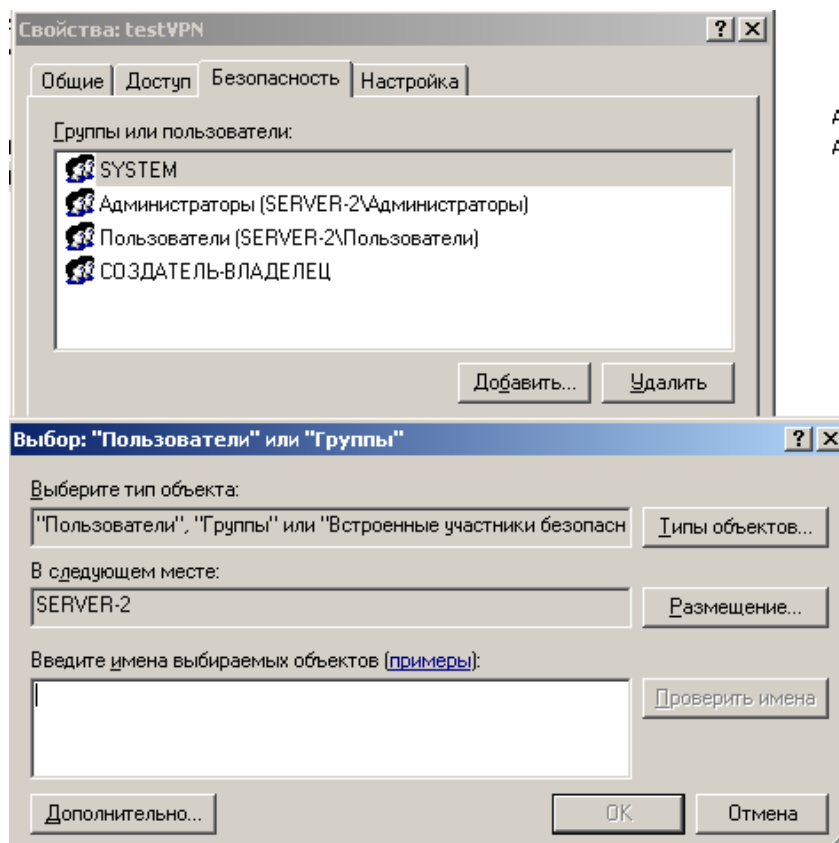 Свойства: testVPN
Общие Доступ Безопасность Настройка
Группы или пользователи:
SYSTEM
Администраторы (SERVER-2\Администраторы)
Пользователи (SERVER-2\Пользователи)
СОЗДАТЕЛЬ-ВЛАДЕЛЕЦ
Добавить... Удалить
Выбор: "Пользователи" или "Группы"
Выберите тип объекта:
"Пользователи", "Группы" или "Встроенные участники безопасн
Типы объектов...
В следующем месте:
SERVER-2
Размещение...
Введите имена выбираемых объектов (примеры):
Проверить имена
Дополнительно... OK Отмена